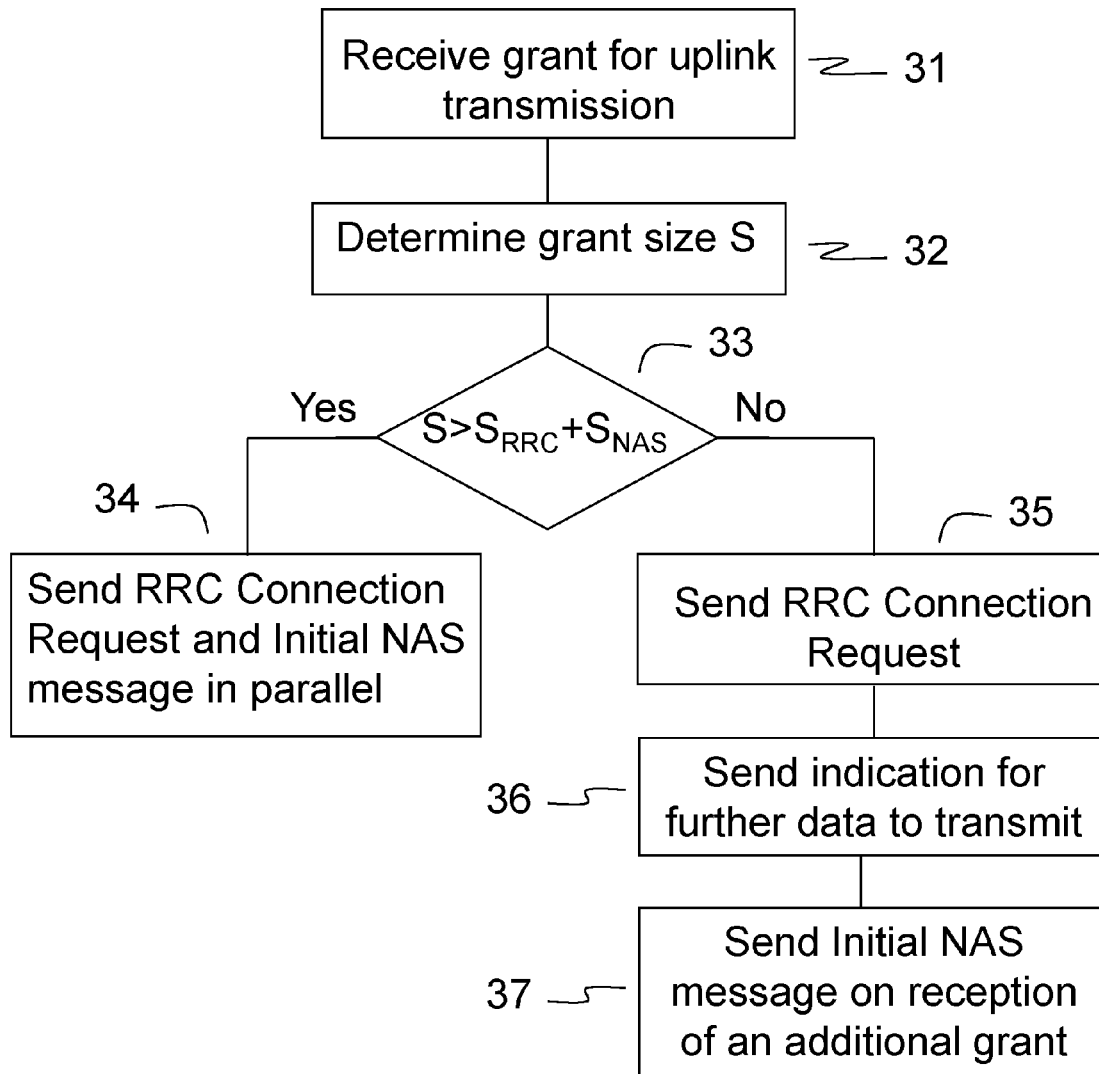 Receive grant for uplink
transmission
31
Determine grant size S
32
33
Yes
S>S_RRC+S_NAS
No
34
35
Send RRC Connection
Request and Initial NAS
message in parallel
Send RRC Connection
Request
36
Send indication for
further data to transmit
37
Send Initial NAS
message on reception
of an additional grant